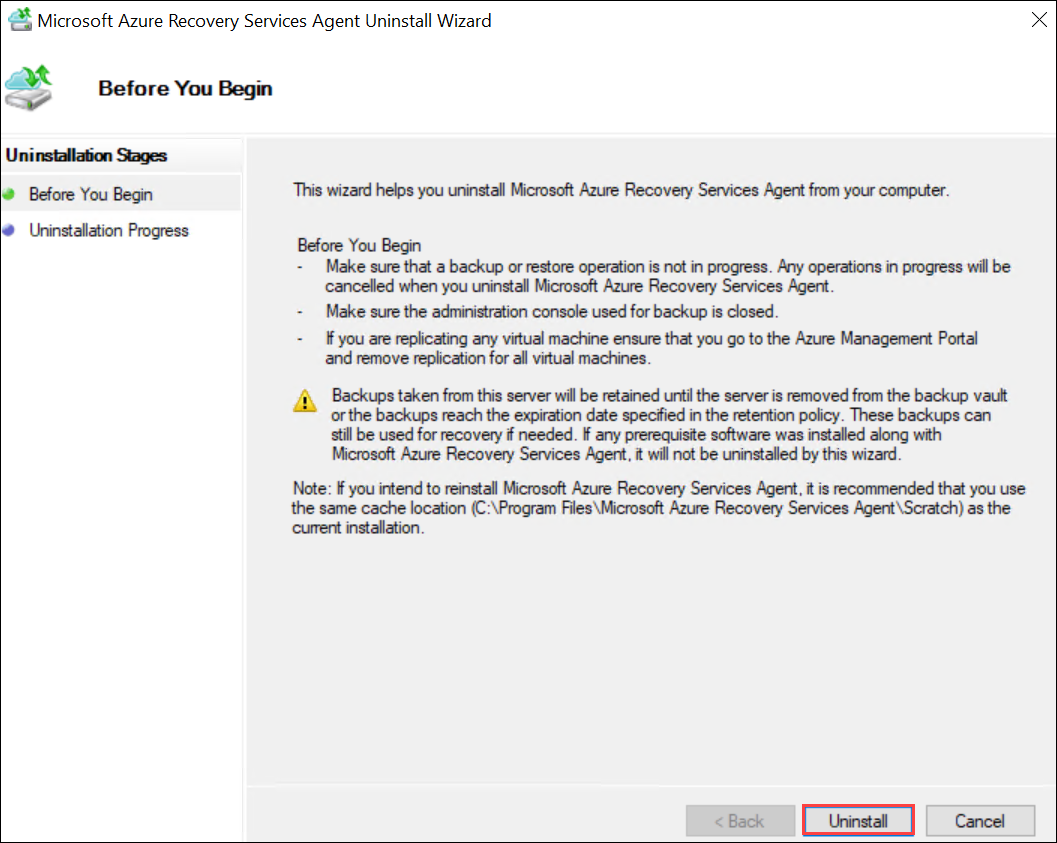 Microsoft Azure Recovery Services Agent Uninstall Wizard
Before You Begin
Uninstallation Stages
Before You Begin
Uninstallation Progress
This wizard helps you uninstall Microsoft Azure Recovery Services Agent from your computer.
Before You Begin
- Make sure that a backup or restore operation is not in progress. Any operations in progress will be
cancelled when you uninstall Microsoft Azure Recovery Services Agent.
- Make sure the administration console used for backup is closed.
- If you are replicating any virtual machine ensure that you go to the Azure Management Portal
and remove replication for all virtual machines.
Backups taken from this server will be retained until the server is removed from the backup vault
or the backups reach the expiration date specified in the retention policy. These backups can
still be used for recovery if needed. If any prerequisite software was installed along with
Microsoft Azure Recovery Services Agent, it will not be uninstalled by this wizard.
Note: If you intend to reinstall Microsoft Azure Recovery Services Agent, it is recommended that you use
the same cache location (C:\Program Files\Microsoft Azure Recovery Services Agent\Scratch) as the
current installation.
< Back
Uninstall
Cancel